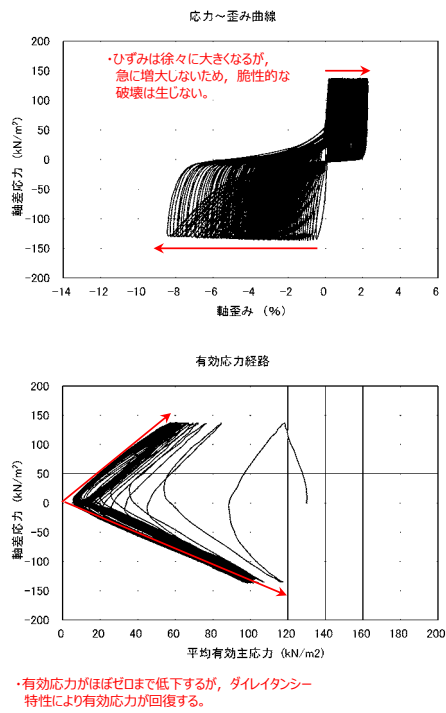 応力～歪み曲線
・ひずみは徐々に大きくなるが，
急に増大しないため，脆性的な
破壊は生じない。
軸差応力（kN/m²）
200
150
100
50
0
-50
-100
-150
-200
-14 -12 -10 -8 -6 -4 -2 0 2 4 6
軸歪み （%）
有効応力経路
軸差応力（kN/m²）
200
150
100
50
0
-50
-100
-150
-200
0 20 40 60 80 100 120 140 160 180 200
平均有効主応力（kN/m2）
・有効応力がほぼゼロまで低下するが，ダイレイタンシー
特性により有効応力が回復する。